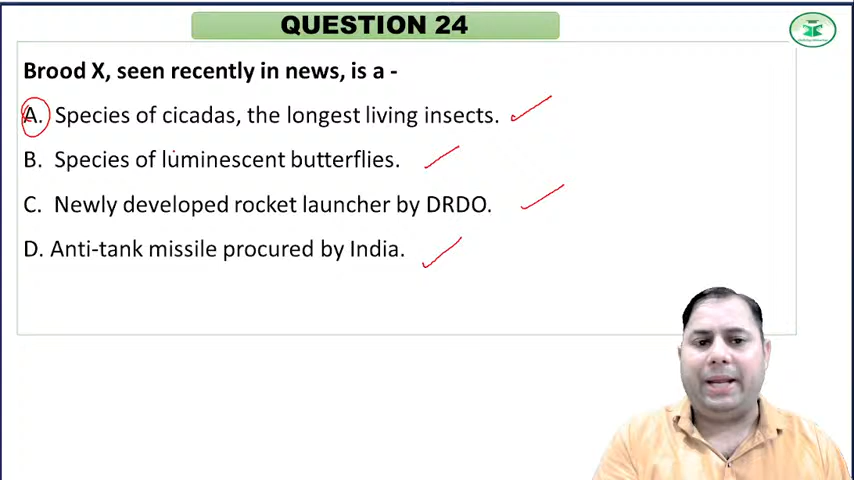 QUESTION 24
Brood X, seen recently in news, is a -
A. Species of cicadas, the longest living insects.
B. Species of luminescent butterflies.
C. Newly developed rocket launcher by DRDO.
D. Anti-tank missile procured by India.